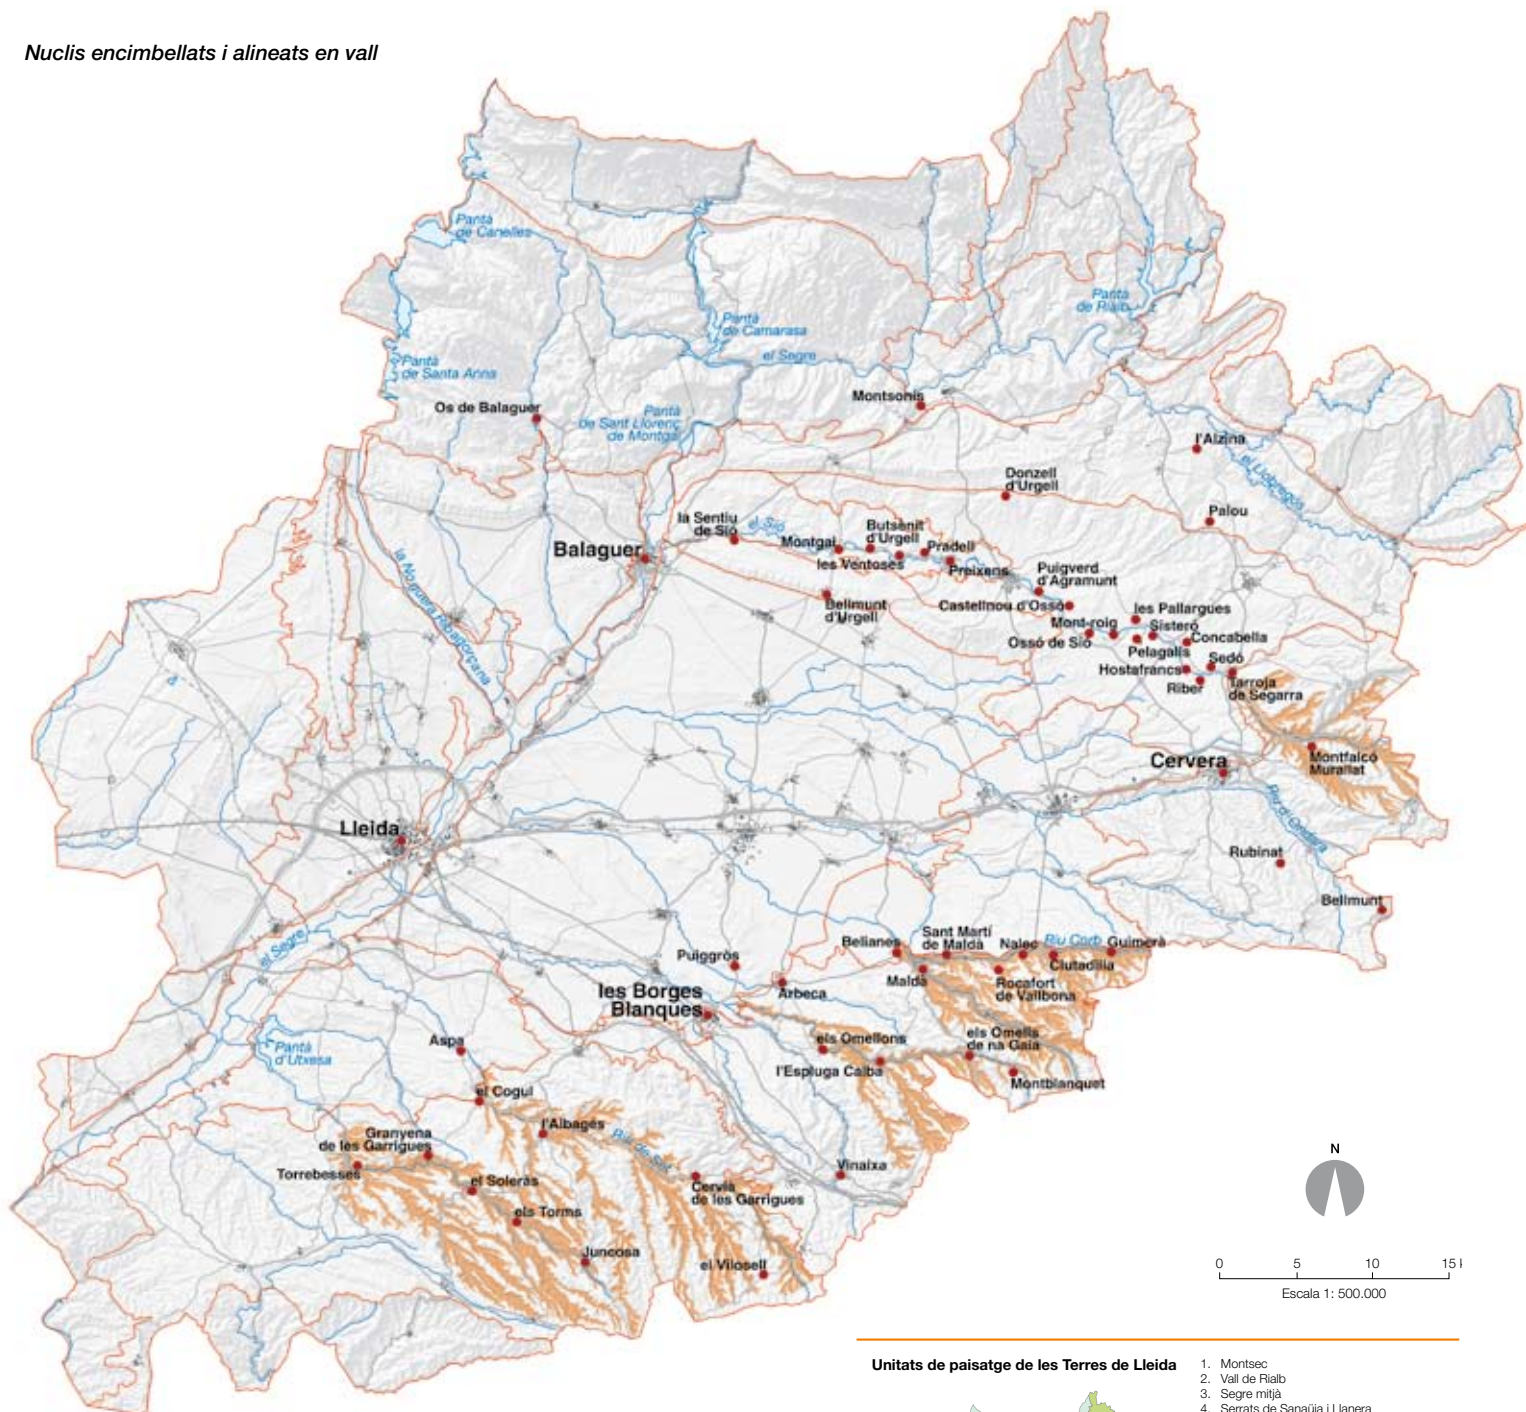 Nuclis encimbellats i alineats en vall
Pantà
de Canelles
Pantà
de Rialb
Pantà
de Camarasa
el Segre
Pantà
de Santa Anna
Montsonís
Os de Balaguer
Pantà
de Sant Llorenç
de Montgai
l'Alzina
el Llobregós
Donzell
d'Urgell
Palou
la Sentiu
de Sió
el Sió
Butsènit
d'Urgell
Montgai
Pradell
Balaguer
les Ventoses
Preixens
Puigverd
d'Agramunt
la Noguera Ribagorçana
Bellmunt
d'Urgell
Castellnou d'Ossó
les Pallargues
Mont-roig
Sisteró
Ossó de Sió
Concabella
Pelagalls
Sedó
Hostafrancs
Riber
Tarroja
de Segarra
Cervera
Montfalcó
Murallat
Riu d'Ondara
Lleida
Rubinat
Bellmunt
el Segre
Belianes
Sant Martí
de Maldà
Nalec
Riu Corb
Guimerà
Puiggròs
Ciutadilla
Maldà
Rocafort
de Vallbona
Arbeca
les Borges
Blanques
Aspa
Pantà
d'Utxesa
els Omellons
els Omells
de na Gaia
l'Espluga Calba
Montblanquet
el Cogul
l'Albagés
Granyena
de les Garrigues
Riu de Set
Torrebesses
el Soleràs
Vinaixa
Cervià
de les Garrigues
els Torms
Juncosa
el Vilosell
N
0 5 10 15
Escala 1: 500.000
Unitats de paisatge de les Terres de Lleida
1. Montsec
2. Vall de Rialb
3. Segre mitjà
4. Serrats de Sanaüja i Llanera